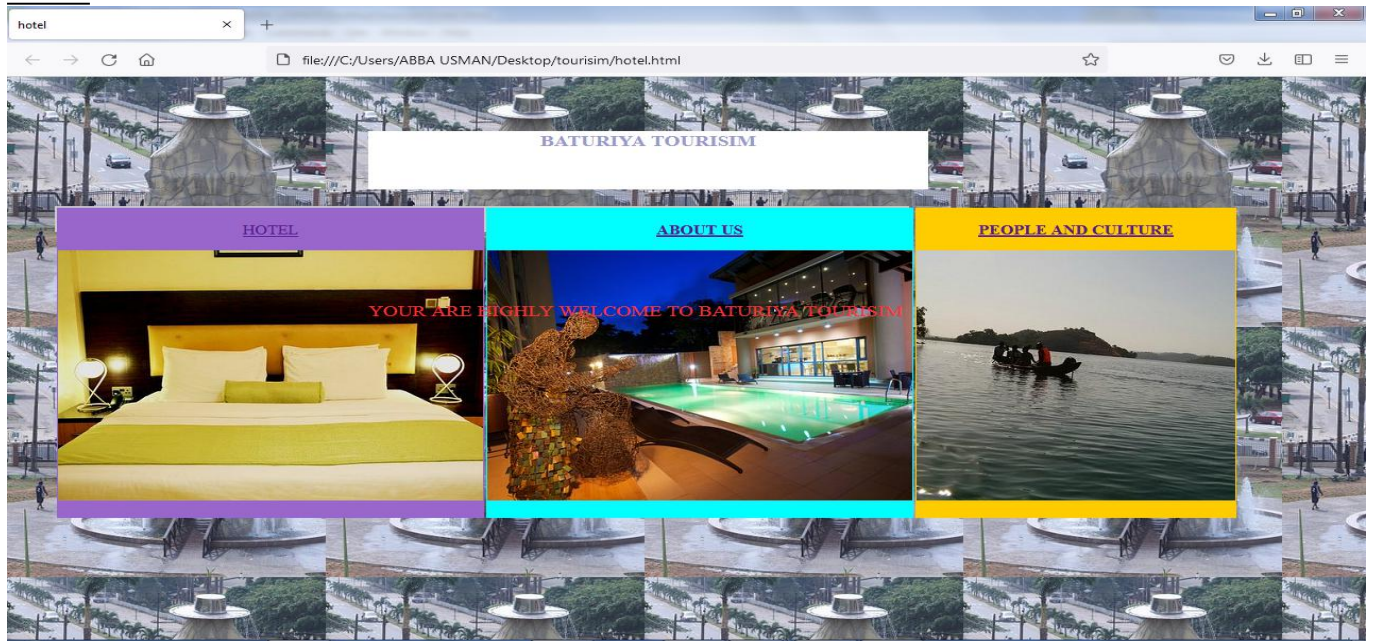 hotel
file:///C:/Users/ABBA USMAN/Desktop/tourisim/hotel.html
BATURIYA TOURISIM
HOTEL
ABOUT US
PEOPLE AND CULTURE
YOUR ARE HIGHLY WELCOME TO BATURIYA TOURISIM